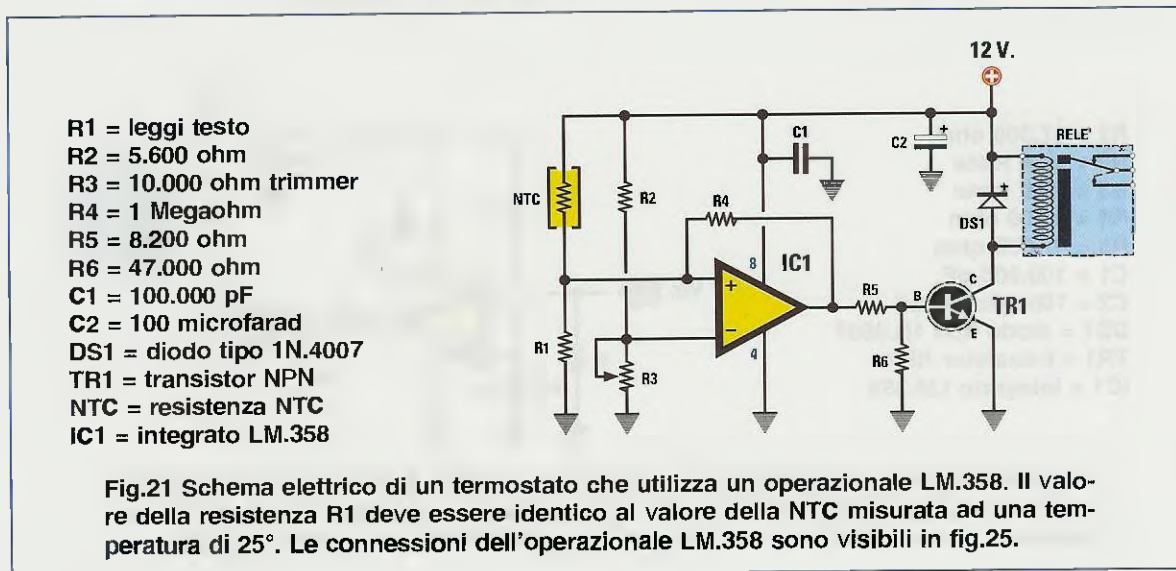 R1 = leggi testo
R2 = 5.600 ohm
R3 = 10.000 ohm trimmer
R4 = 1 Megaohm
R5 = 8.200 ohm
R6 = 47.000 ohm
C1 = 100.000 pF
C2 = 100 microfarad
DS1 = diodo tipo 1N.4007
TR1 = transistor NPN
NTC = resistenza NTC
IC1 = integrato LM.358
12 V.
C1
C2
RELE'
NTC
R2
R4
DS1
8
IC1
R5
B
C
TR1
E
R1
R3
4
R6
Fig.21 Schema elettrico di un termostato che utilizza un operazionale LM.358. Il valo-
re della resistenza R1 deve essere identico al valore della NTC misurata ad una tem-
peratura di 25°. Le connessioni dell'operazionale LM.358 sono visibili in fig.25.